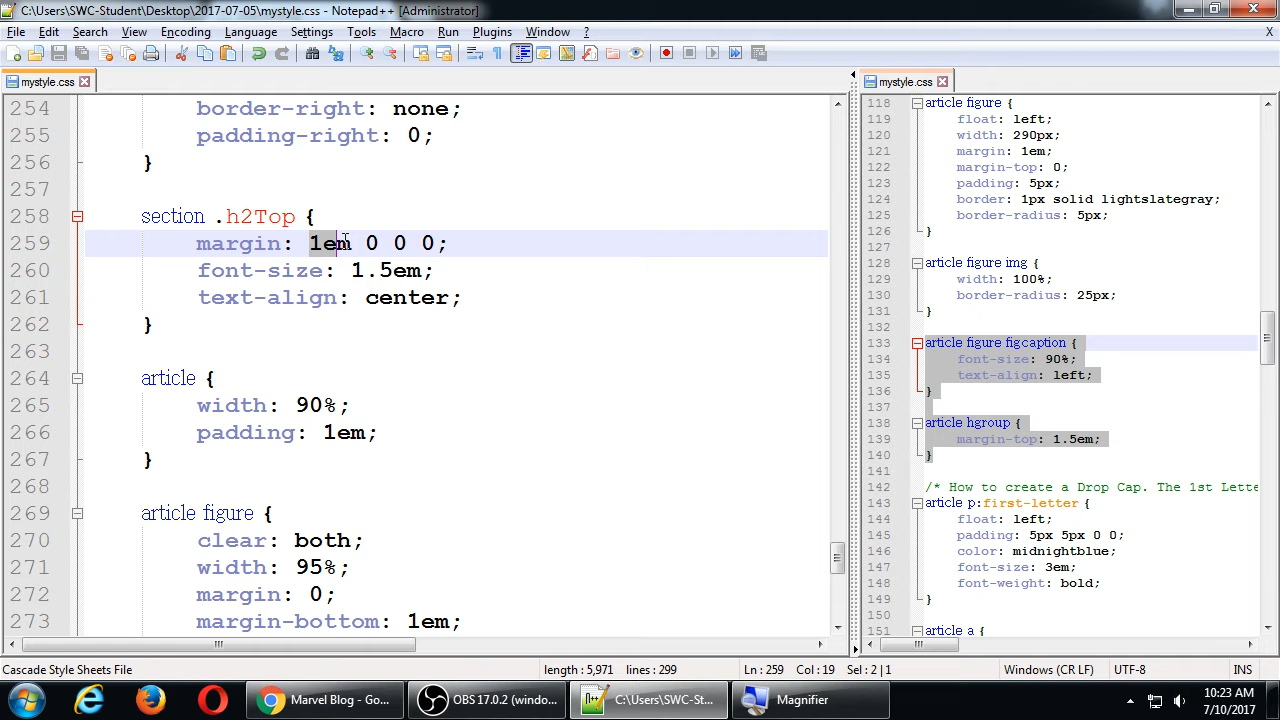 C:\Users\SWC-Student\Desktop\2017-07-05\mystyle.css - Notepad++ [Administrator]
File Edit Search View Encoding Language Settings Tools Macro Run Plugins Window ? X
mystyle.css
254 border-right: none;
255 padding-right: 0;
256 }
257
258 section .h2Top {
259 margin: 1em 0 0 0;
260 font-size: 1.5em;
261 text-align: center;
262 }
263
264 article {
265 width: 90%;
266 padding: 1em;
267 }
268
269 article figure {
270 clear: both;
271 width: 95%;
272 margin: 0;
273 margin-bottom: 1em;
mystyle.css
118 article figure {
119 float: left;
120 width: 290px;
121 margin: 1em;
122 margin-top: 0;
123 padding: 5px;
124 border: 1px solid lightslategray;
125 border-radius: 5px;
126 }
127
128 article figure img {
129 width: 100%;
130 border-radius: 25px;
131 }
132
133 article figure figcaption {
134 font-size: 90%;
135 text-align: left;
136 }
137
138 article hgroup {
139 margin-top: 1.5em;
140 }
141
142 /* How to create a Drop Cap. The 1st Lette
143 article p:first-letter {
144 float: left;
145 padding: 5px 5px 0 0;
146 color: midnightblue;
147 font-size: 3em;
148 font-weight: bold;
149 }
150
151 article a {
Cascade Style Sheets File length : 5,971 lines : 299 Ln : 259 Col : 19 Sel : 2 | 1 Windows (CR LF) UTF-8 INS
Marvel Blog - Go... OBS 17.0.2 (windo... C:\Users\SWC-St... Magnifier 10:23 AM
7/10/2017